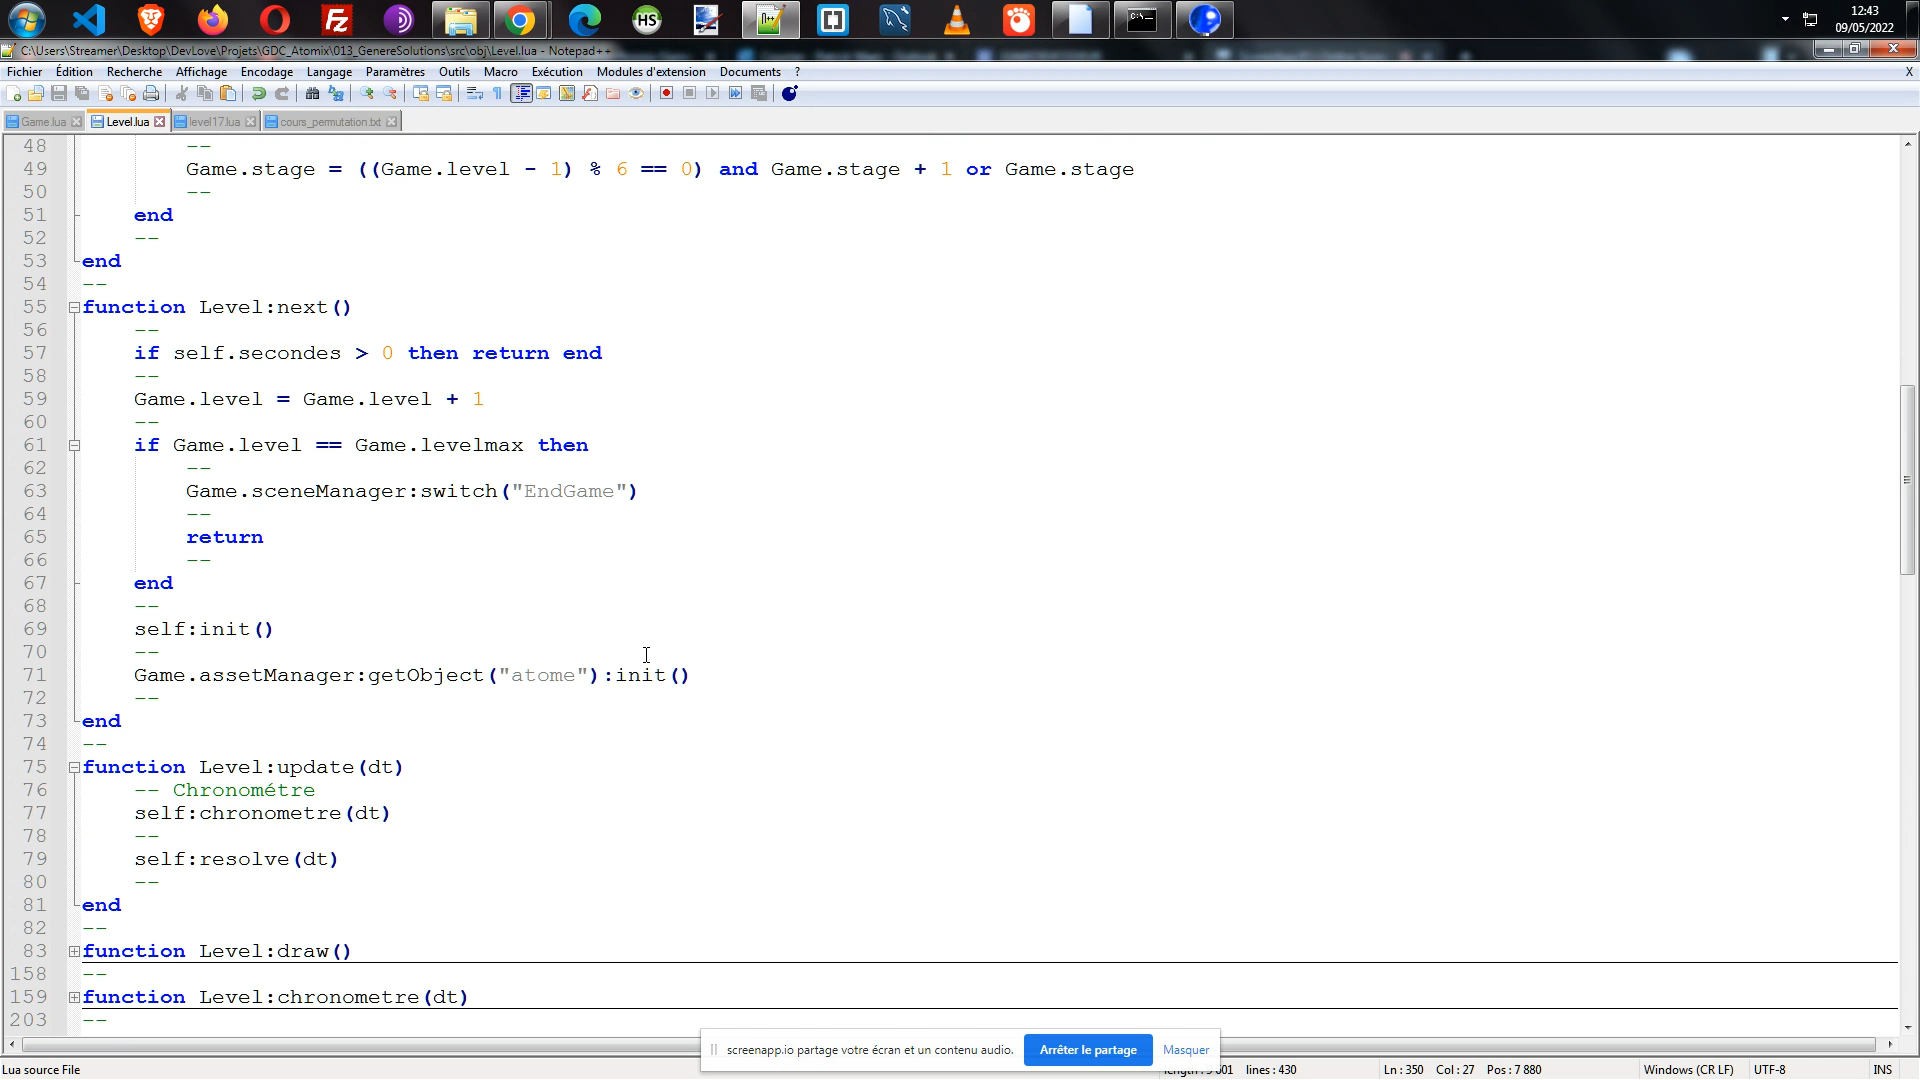 12:43
09/05/2022
C:\Users\Streamer\Desktop\DevLove\Projets\GDC_Atomix\013_GenereSolutions\src\obj\Level.lua - Notepad++
Fichier Édition Recherche Affichage Encodage Langage Paramètres Outils Macro Exécution Modules d'extension Documents ? X
Game.lua Level.lua level17.lua cours_permutation.txt
48 --
49 Game.stage = ((Game.level - 1) % 6 == 0) and Game.stage + 1 or Game.stage
50 --
51 end
52 --
53 end
54 --
55 function Level:next()
56 --
57 if self.secondes > 0 then return end
58 --
59 Game.level = Game.level + 1
60 --
61 if Game.level == Game.levelmax then
62 --
63 Game.sceneManager:switch("EndGame")
64 --
65 return
66 --
67 end
68 --
69 self:init()
70 --
71 Game.assetManager:getObject("atome"):init()
72 --
73 end
74 --
75 function Level:update(dt)
76 -- Chronométre
77 self:chronometre(dt)
78 --
79 self:resolve(dt)
80 --
81 end
82 --
83 function Level:draw()
158 --
159 function Level:chronometre(dt)
203 --
screenapp.io partage votre écran et un contenu audio. Arrêter le partage Masquer
Lua source File lines : 430 Ln : 350 Col : 27 Pos : 7 880 Windows (CR LF) UTF-8 INS